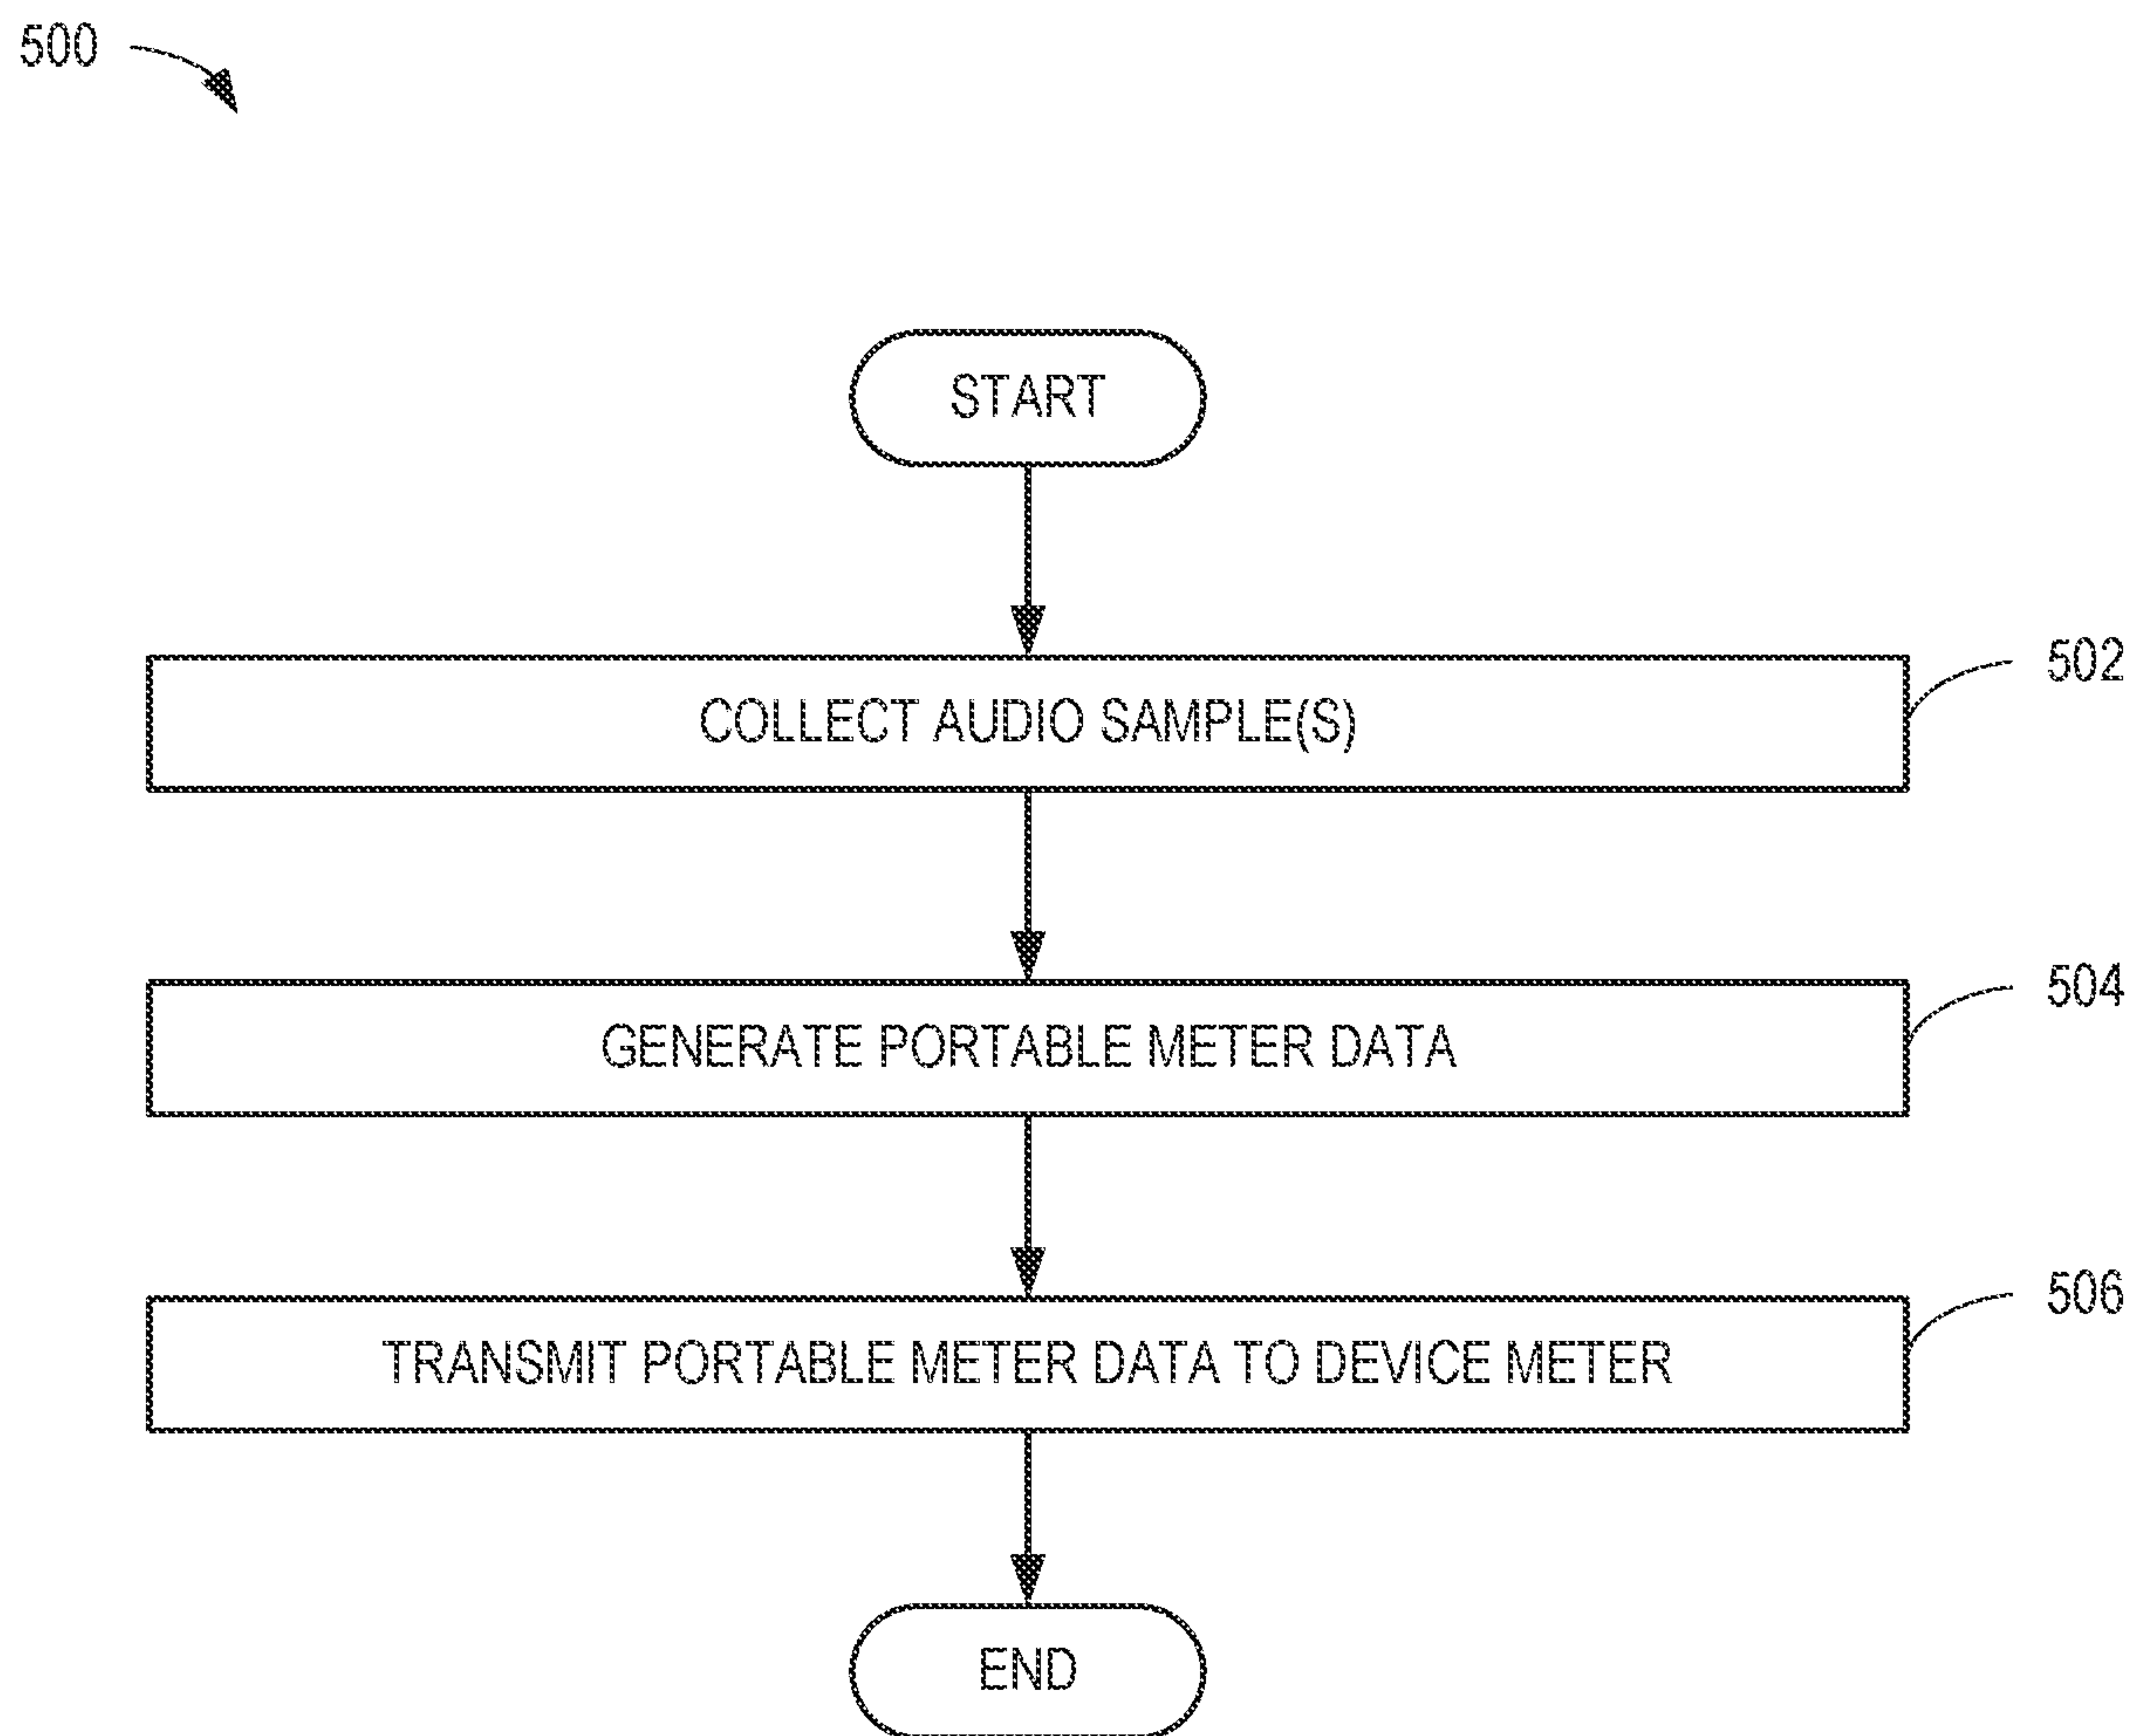 500
START
COLLECT AUDIO SAMPLE(S)
502
GENERATE PORTABLE METER DATA
504
TRANSMIT PORTABLE METER DATA TO DEVICE METER
506
END